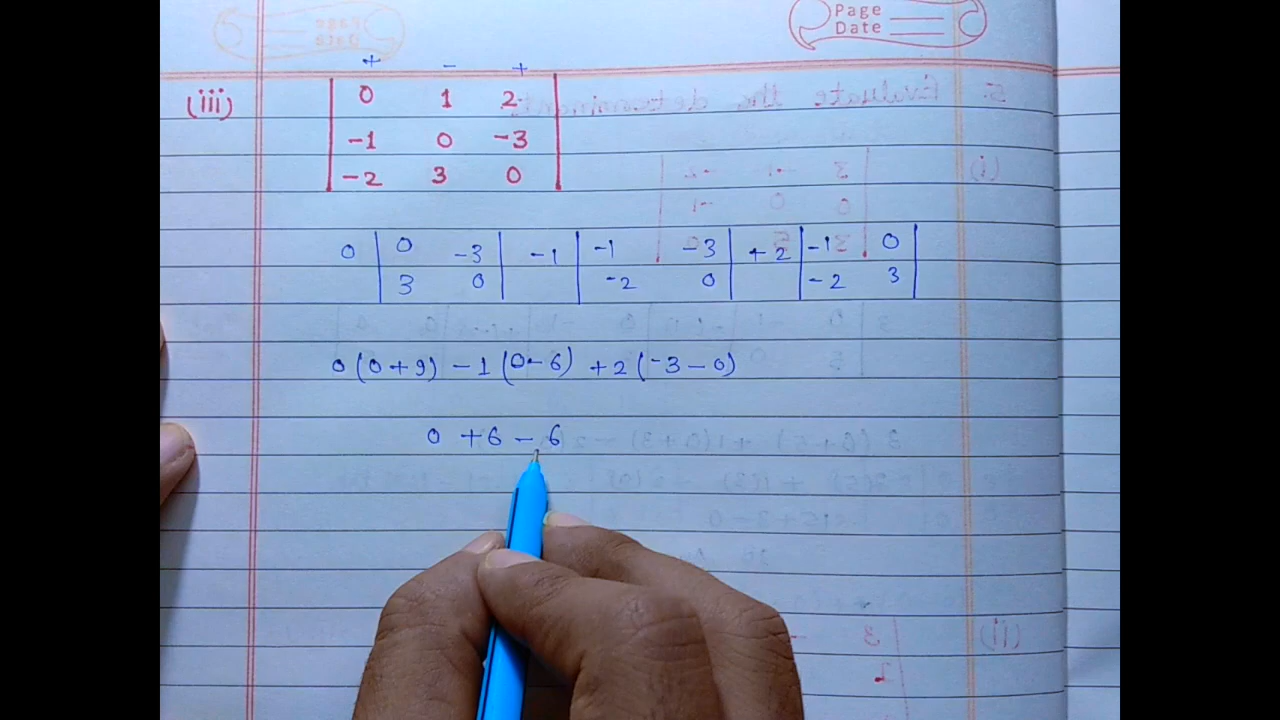 Page
Date
+ - +
(iii) 0 1 2
-1 0 -3
-2 3 0
0 | 0 -3 | -1 | -1 -3 | +2 | -1 0 |
| 3 0 | | -2 0 | | -2 3 |
0(0+9) -1(0-6) +2(-3-0)
0 +6 -6